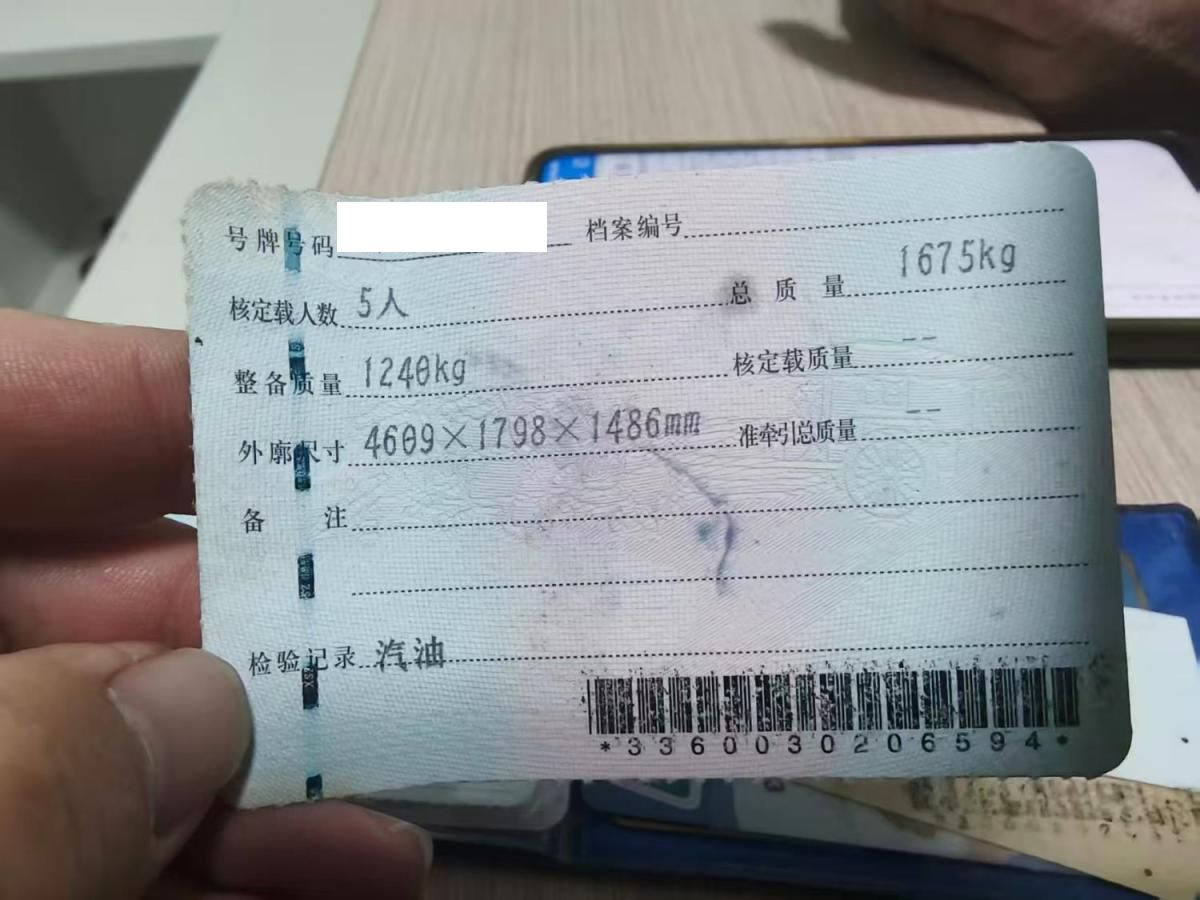 号牌号码 档案编号
核定载人数 5人 总质量 1675kg
整备质量 1240kg 核定载质量 --
外廓尺寸 4609×1798×1486mm 准牵引总质量 --
备注
检验记录 汽油
*3360030206594*